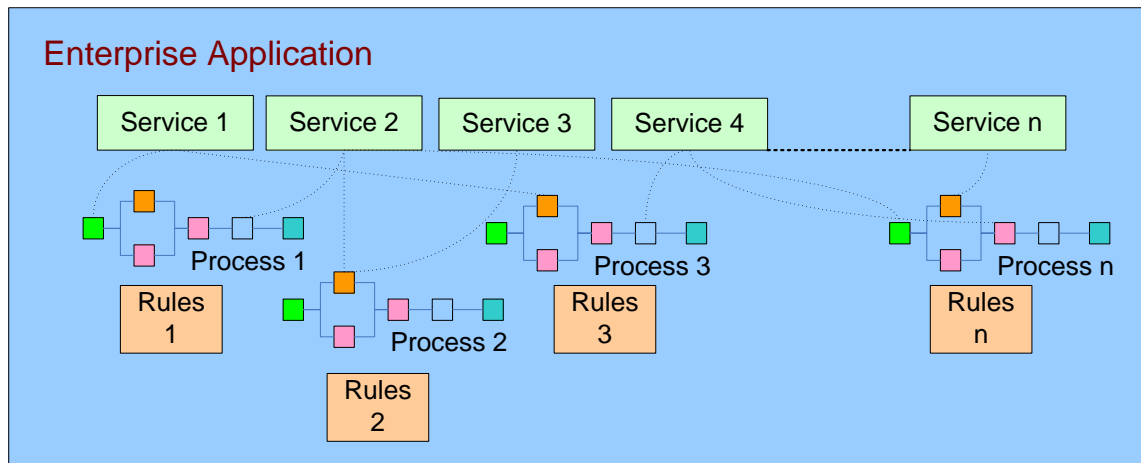 Enterprise Application
Service 1
Service 2
Service 3
Service 4
Service n
Process 1
Process 3
Process n
Rules
1
Process 2
Rules
3
Rules
n
Rules
2